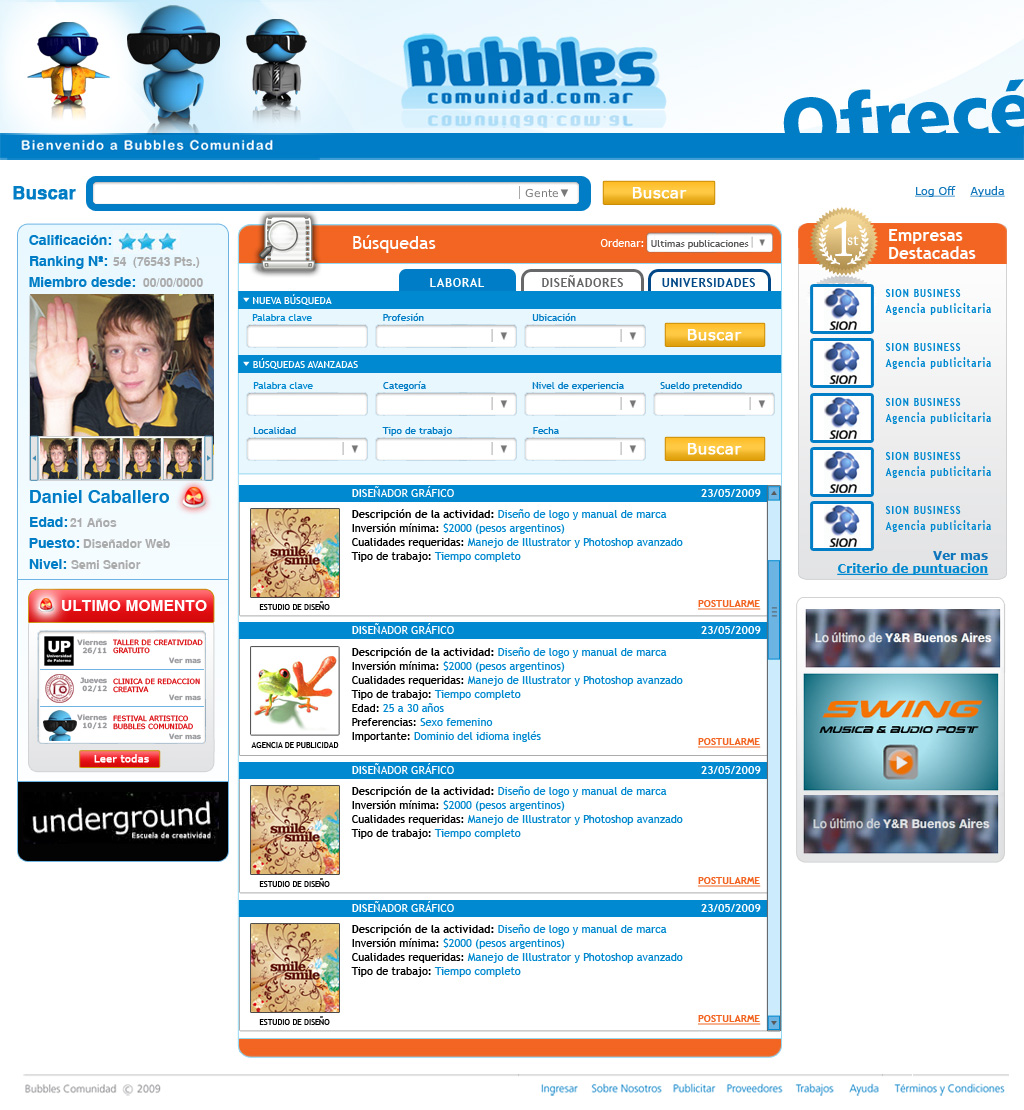 Bubbles
comunidad.com.ar
Ofrecé
Bienvenido a Bubbles Comunidad
Buscar
Gente
Buscar
Log Off
Ayuda
Calificación:
Ranking Nª: 54 (76543 Pts.)
Miembro desde: 00/00/0000
Daniel Caballero
Edad: 21 Años
Puesto: Diseñador Web
Nivel: Semi Senior
ULTIMO MOMENTO
UP
Universidad
de Palermo
Viernes
26/11
TALLER DE CREATIVIDAD
GRATUITO
Ver mas
Jueves
02/12
CLINICA DE REDACCION
CREATIVA
Ver mas
Viernes
10/12
FESTIVAL ARTISTICO
BUBBLES COMUNIDAD
Ver mas
Leer todas
underground
Escuela de creatividad
Búsquedas
Ordenar: Ultimas publicaciones
LABORAL
DISEÑADORES
UNIVERSIDADES
NUEVA BÚSQUEDA
Palabra clave
Profesión
Ubicación
Buscar
BÚSQUEDAS AVANZADAS
Palabra clave
Categoría
Nivel de experiencia
Sueldo pretendido
Localidad
Tipo de trabajo
Fecha
Buscar
DISEÑADOR GRÁFICO 23/05/2009
smile
smile
ESTUDIO DE DISEÑO
Descripción de la actividad: Diseño de logo y manual de marca
Inversión mínima: $2000 (pesos argentinos)
Cualidades requeridas: Manejo de Illustrator y Photoshop avanzado
Tipo de trabajo: Tiempo completo
POSTULARME
DISEÑADOR GRÁFICO 23/05/2009
AGENCIA DE PUBLICIDAD
Descripción de la actividad: Diseño de logo y manual de marca
Inversión mínima: $2000 (pesos argentinos)
Cualidades requeridas: Manejo de Illustrator y Photoshop avanzado
Tipo de trabajo: Tiempo completo
Edad: 25 a 30 años
Preferencias: Sexo femenino
Importante: Dominio del idioma inglés
POSTULARME
DISEÑADOR GRÁFICO 23/05/2009
smile
smile
ESTUDIO DE DISEÑO
Descripción de la actividad: Diseño de logo y manual de marca
Inversión mínima: $2000 (pesos argentinos)
Cualidades requeridas: Manejo de Illustrator y Photoshop avanzado
Tipo de trabajo: Tiempo completo
POSTULARME
DISEÑADOR GRÁFICO 23/05/2009
smile
smile
ESTUDIO DE DISEÑO
Descripción de la actividad: Diseño de logo y manual de marca
Inversión mínima: $2000 (pesos argentinos)
Cualidades requeridas: Manejo de Illustrator y Photoshop avanzado
Tipo de trabajo: Tiempo completo
POSTULARME
1st
Empresas
Destacadas
SION
SION BUSINESS
Agencia publicitaria
SION
SION BUSINESS
Agencia publicitaria
SION
SION BUSINESS
Agencia publicitaria
SION
SION BUSINESS
Agencia publicitaria
SION
SION BUSINESS
Agencia publicitaria
Ver mas
Criterio de puntuacion
Lo último de Y&R Buenos Aires
SWING
MUSICA & AUDIO POST
Lo último de Y&R Buenos Aires
Bubbles Comunidad © 2009
Ingresar Sobre Nosotros Publicitar Proveedores Trabajos Ayuda Términos y Condiciones